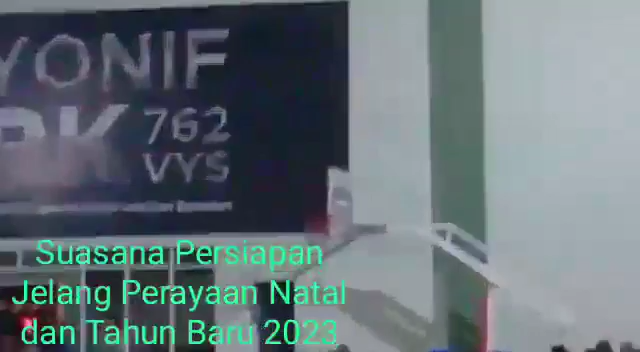 YONIF
762
VYS
Suasana Persiapan
Jelang Perayaan Natal
dan Tahun Baru 2023